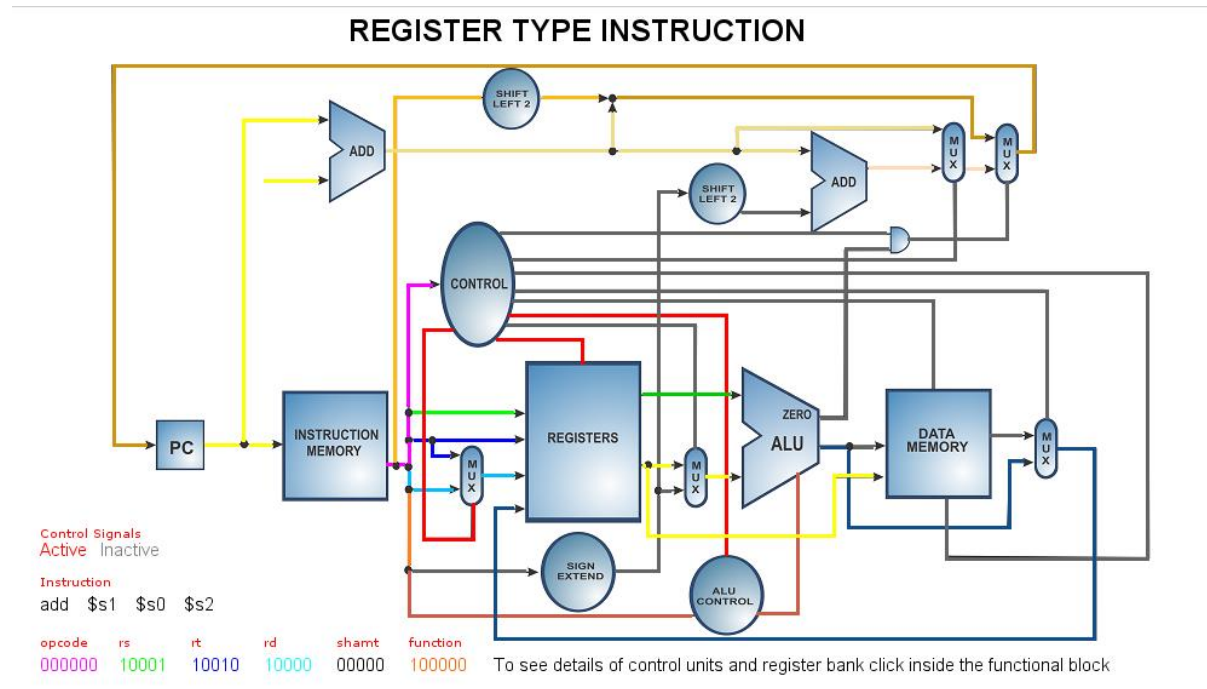 REGISTER TYPE INSTRUCTION
SHIFT
LEFT 2
ADD
M
U
X
M
U
X
SHIFT
LEFT 2
ADD
CONTROL
PC
INSTRUCTION
MEMORY
M
U
X
REGISTERS
M
U
X
ZERO
ALU
DATA
MEMORY
M
U
X
SIGN
EXTEND
ALU
CONTROL
Control Signals
Active Inactive
Instruction
add $s1 $s0 $s2
opcode rs rt rd shamt function
000000 10001 10010 10000 00000 100000 To see details of control units and register bank click inside the functional block